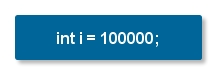 int i = 100000;